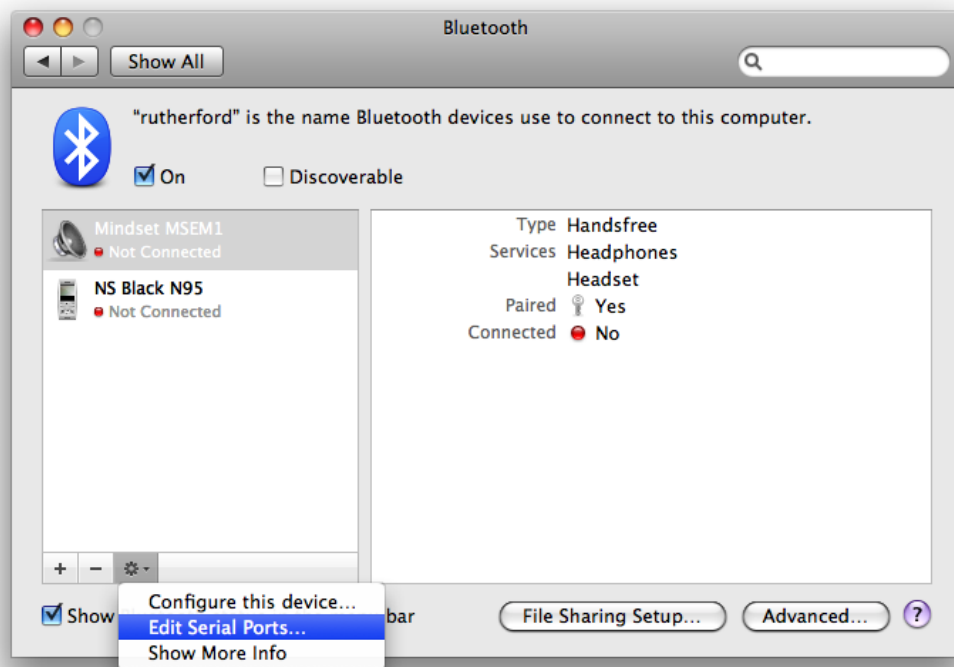 Bluetooth
Show All
"rutherford" is the name Bluetooth devices use to connect to this computer.
On
Discoverable
Mindset MSEM1
Not Connected
NS Black N95
Not Connected
Type Handsfree
Services Headphones
Headset
Paired Yes
Connected No
+ −
Show bar
Configure this device...
Edit Serial Ports...
Show More Info
File Sharing Setup...
Advanced...
?